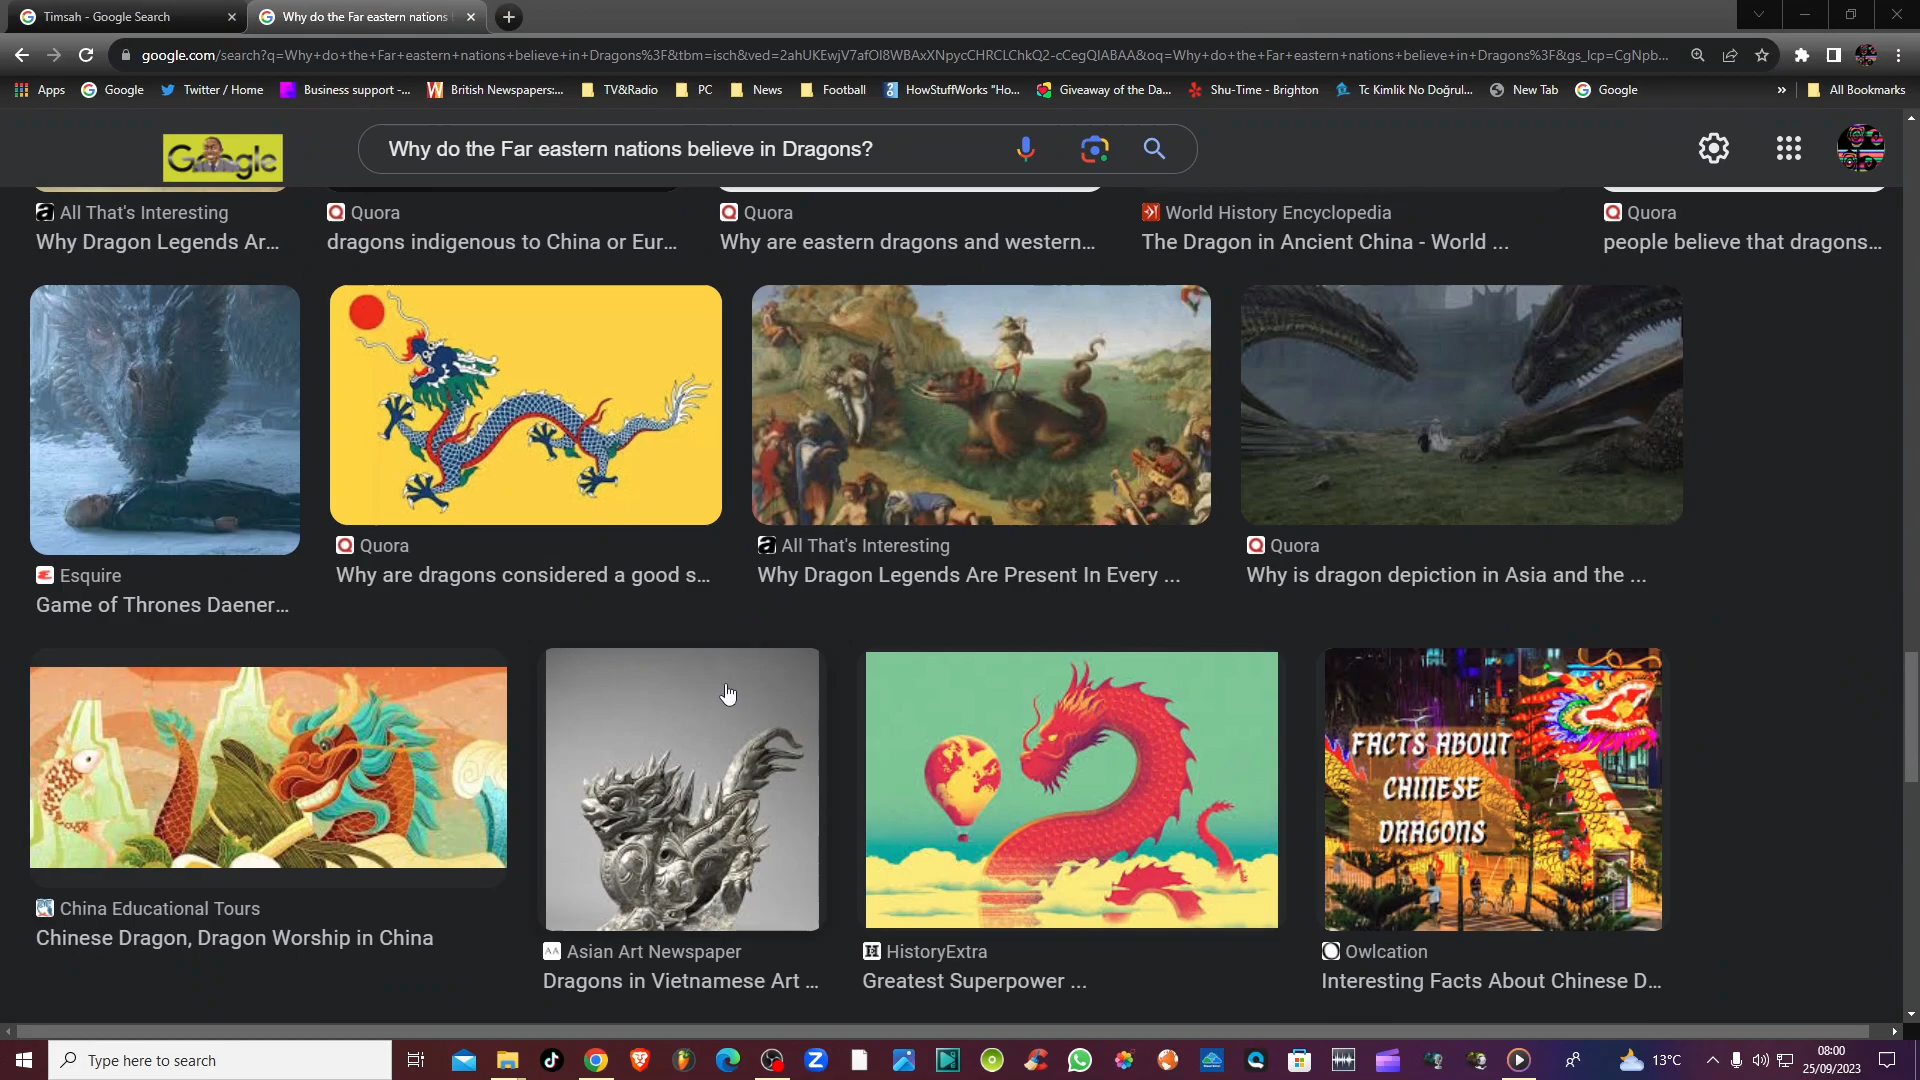 Timsah - Google Search
Why do the Far eastern nations
google.com/search?q=Why+do+the+Far+eastern+nations+believe+in+Dragons%3F&tbm=isch&ved=2ahUKEwjV7afOl8WBAxXNpycCHRCLChkQ2-cCegQIABAA&oq=Why+do+the+Far+eastern+nations+believe+in+Dragons%3F&gs_lcp=CgNpb...
Apps Google Twitter / Home Business support -... British Newspapers:... TV&Radio PC News Football HowStuffWorks "Ho... Giveaway of the Da... Shu-Time - Brighton Tc Kimlik No Doğrul... New Tab Google » All Bookmarks
Google
Why do the Far eastern nations believe in Dragons?
All That's Interesting
Why Dragon Legends Ar...
Quora
dragons indigenous to China or Eur...
Quora
Why are eastern dragons and western...
World History Encyclopedia
The Dragon in Ancient China - World ...
Quora
people believe that dragons...
Esquire
Game of Thrones Daener...
Quora
Why are dragons considered a good s...
All That's Interesting
Why Dragon Legends Are Present In Every ...
Quora
Why is dragon depiction in Asia and the ...
China Educational Tours
Chinese Dragon, Dragon Worship in China
Asian Art Newspaper
Dragons in Vietnamese Art ...
HistoryExtra
Greatest Superpower ...
FACTS ABOUT
CHINESE
DRAGONS
Owlcation
Interesting Facts About Chinese D...
Type here to search
13°C
08:00
25/09/2023